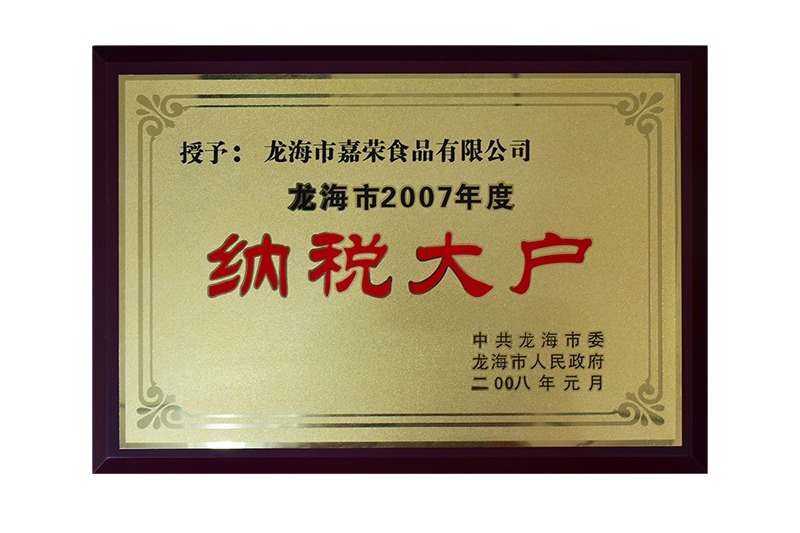 授予：龙海市嘉荣食品有限公司
龙海市2007年度
纳税大户
中共龙海市委
龙海市人民政府
二00八年元月